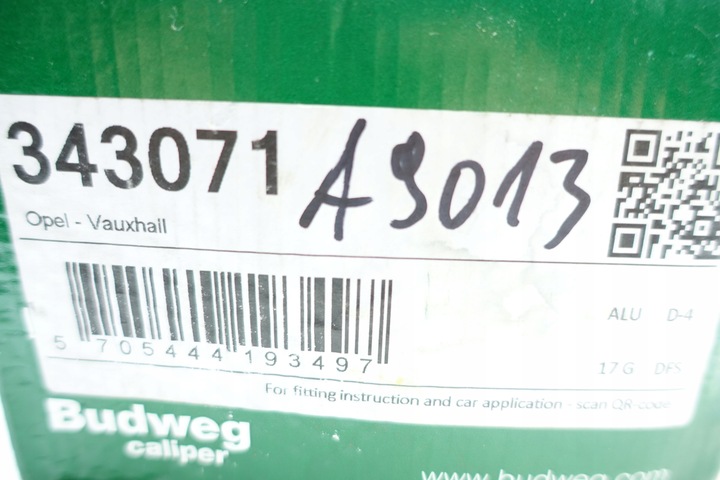 343071 A9013
Opel - Vauxhall
ALU D-4
5 705444 193497
17 G DFS
For fitting instruction and car application - scan QR-code
Budweg
caliper
www.budweg.com